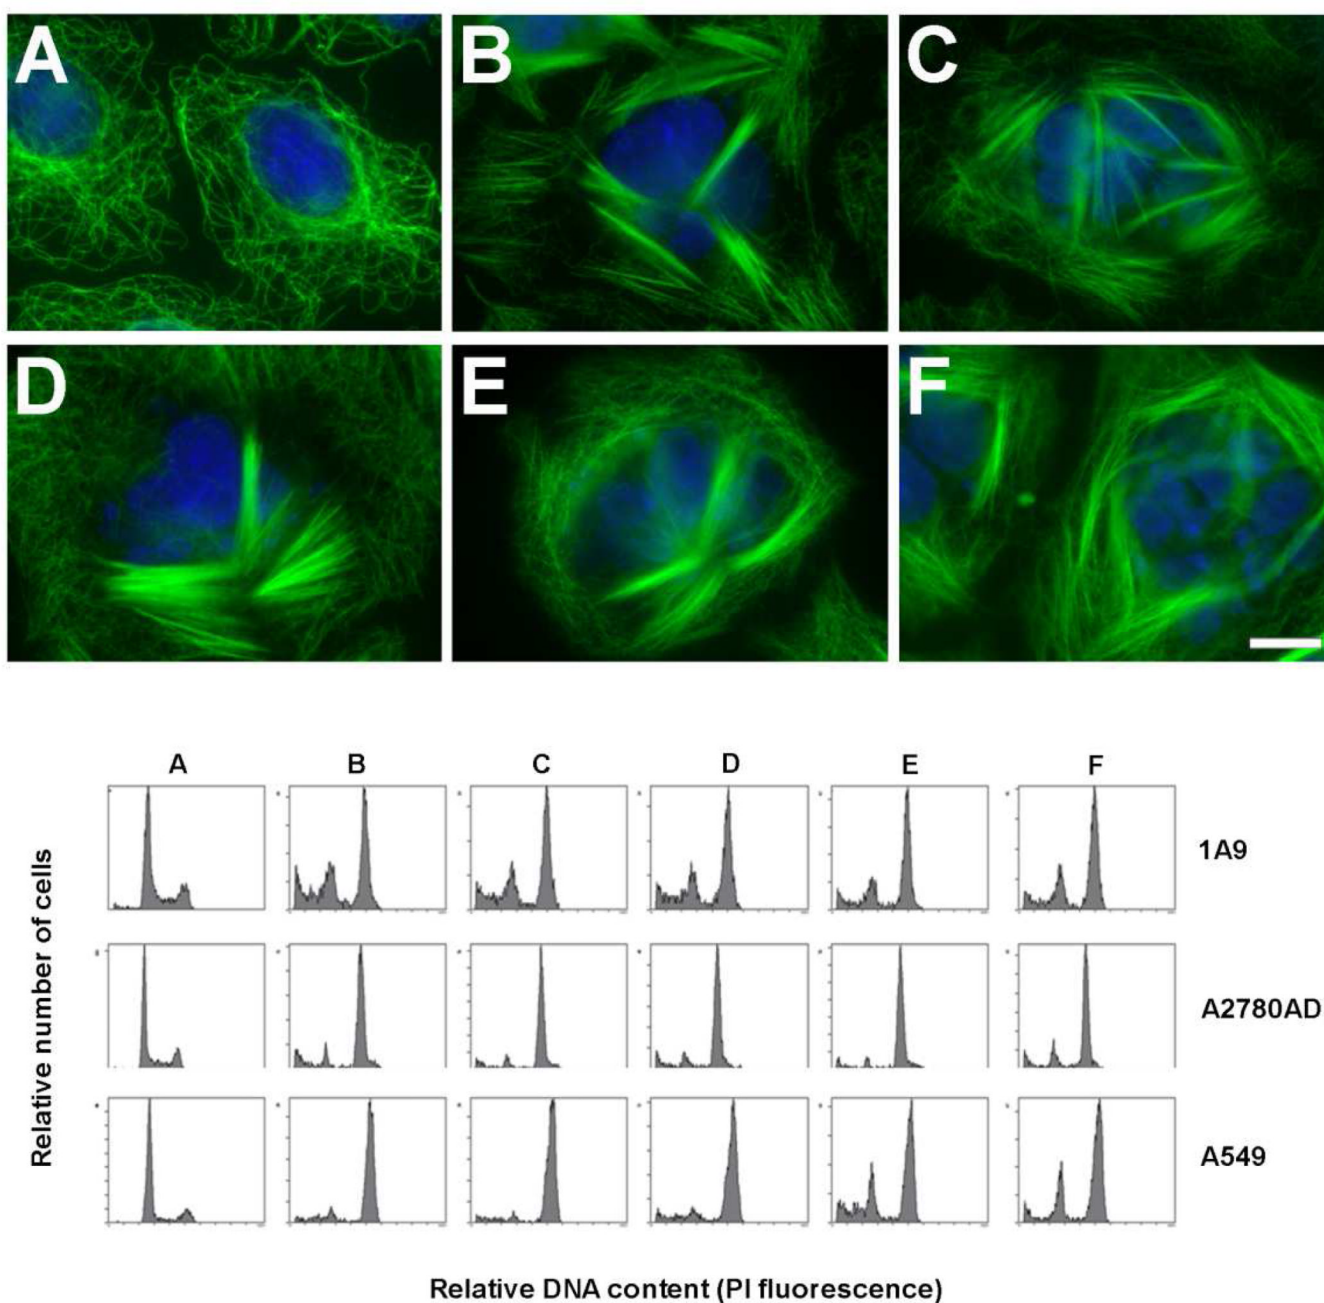 A B C
D E F
A B C D E F
1A9
A2780AD
A549
Relative number of cells
Relative DNA content (PI fluorescence)